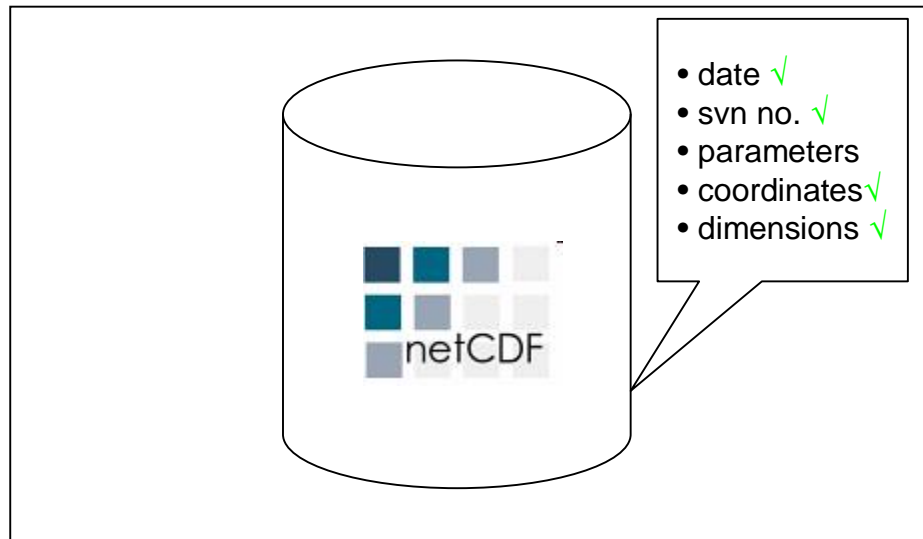 • date √
• svn no. √
• parameters
• coordinates √
• dimensions √
netCDF